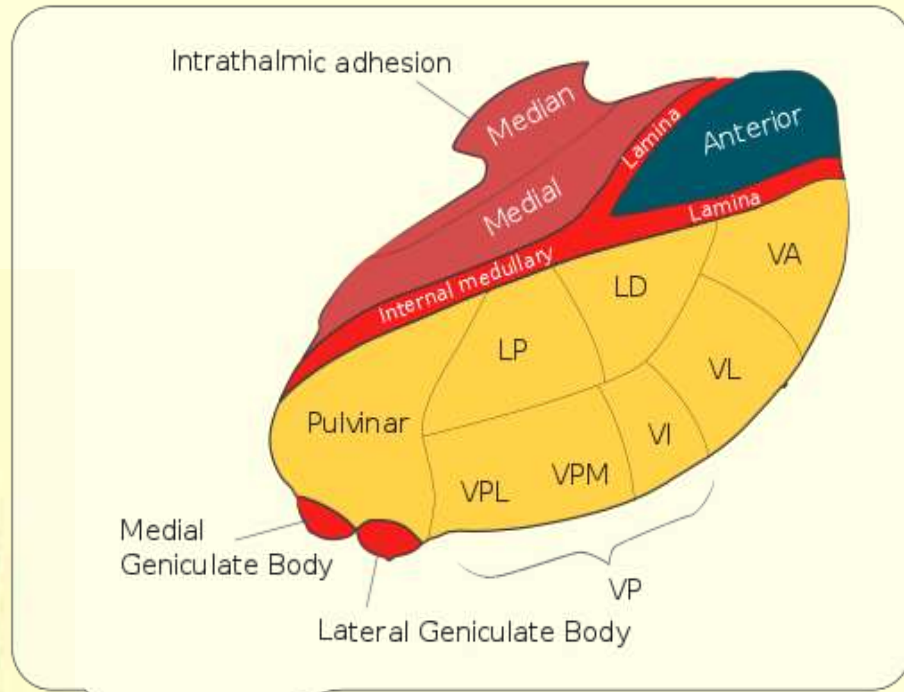 Intrathalmic adhesion
Median
Lamina
Anterior
Medial
Lamina
Internal medullary
VA
LD
LP
VL
Pulvinar
VI
VPM
VPL
Medial
Geniculate Body
VP
Lateral Geniculate Body